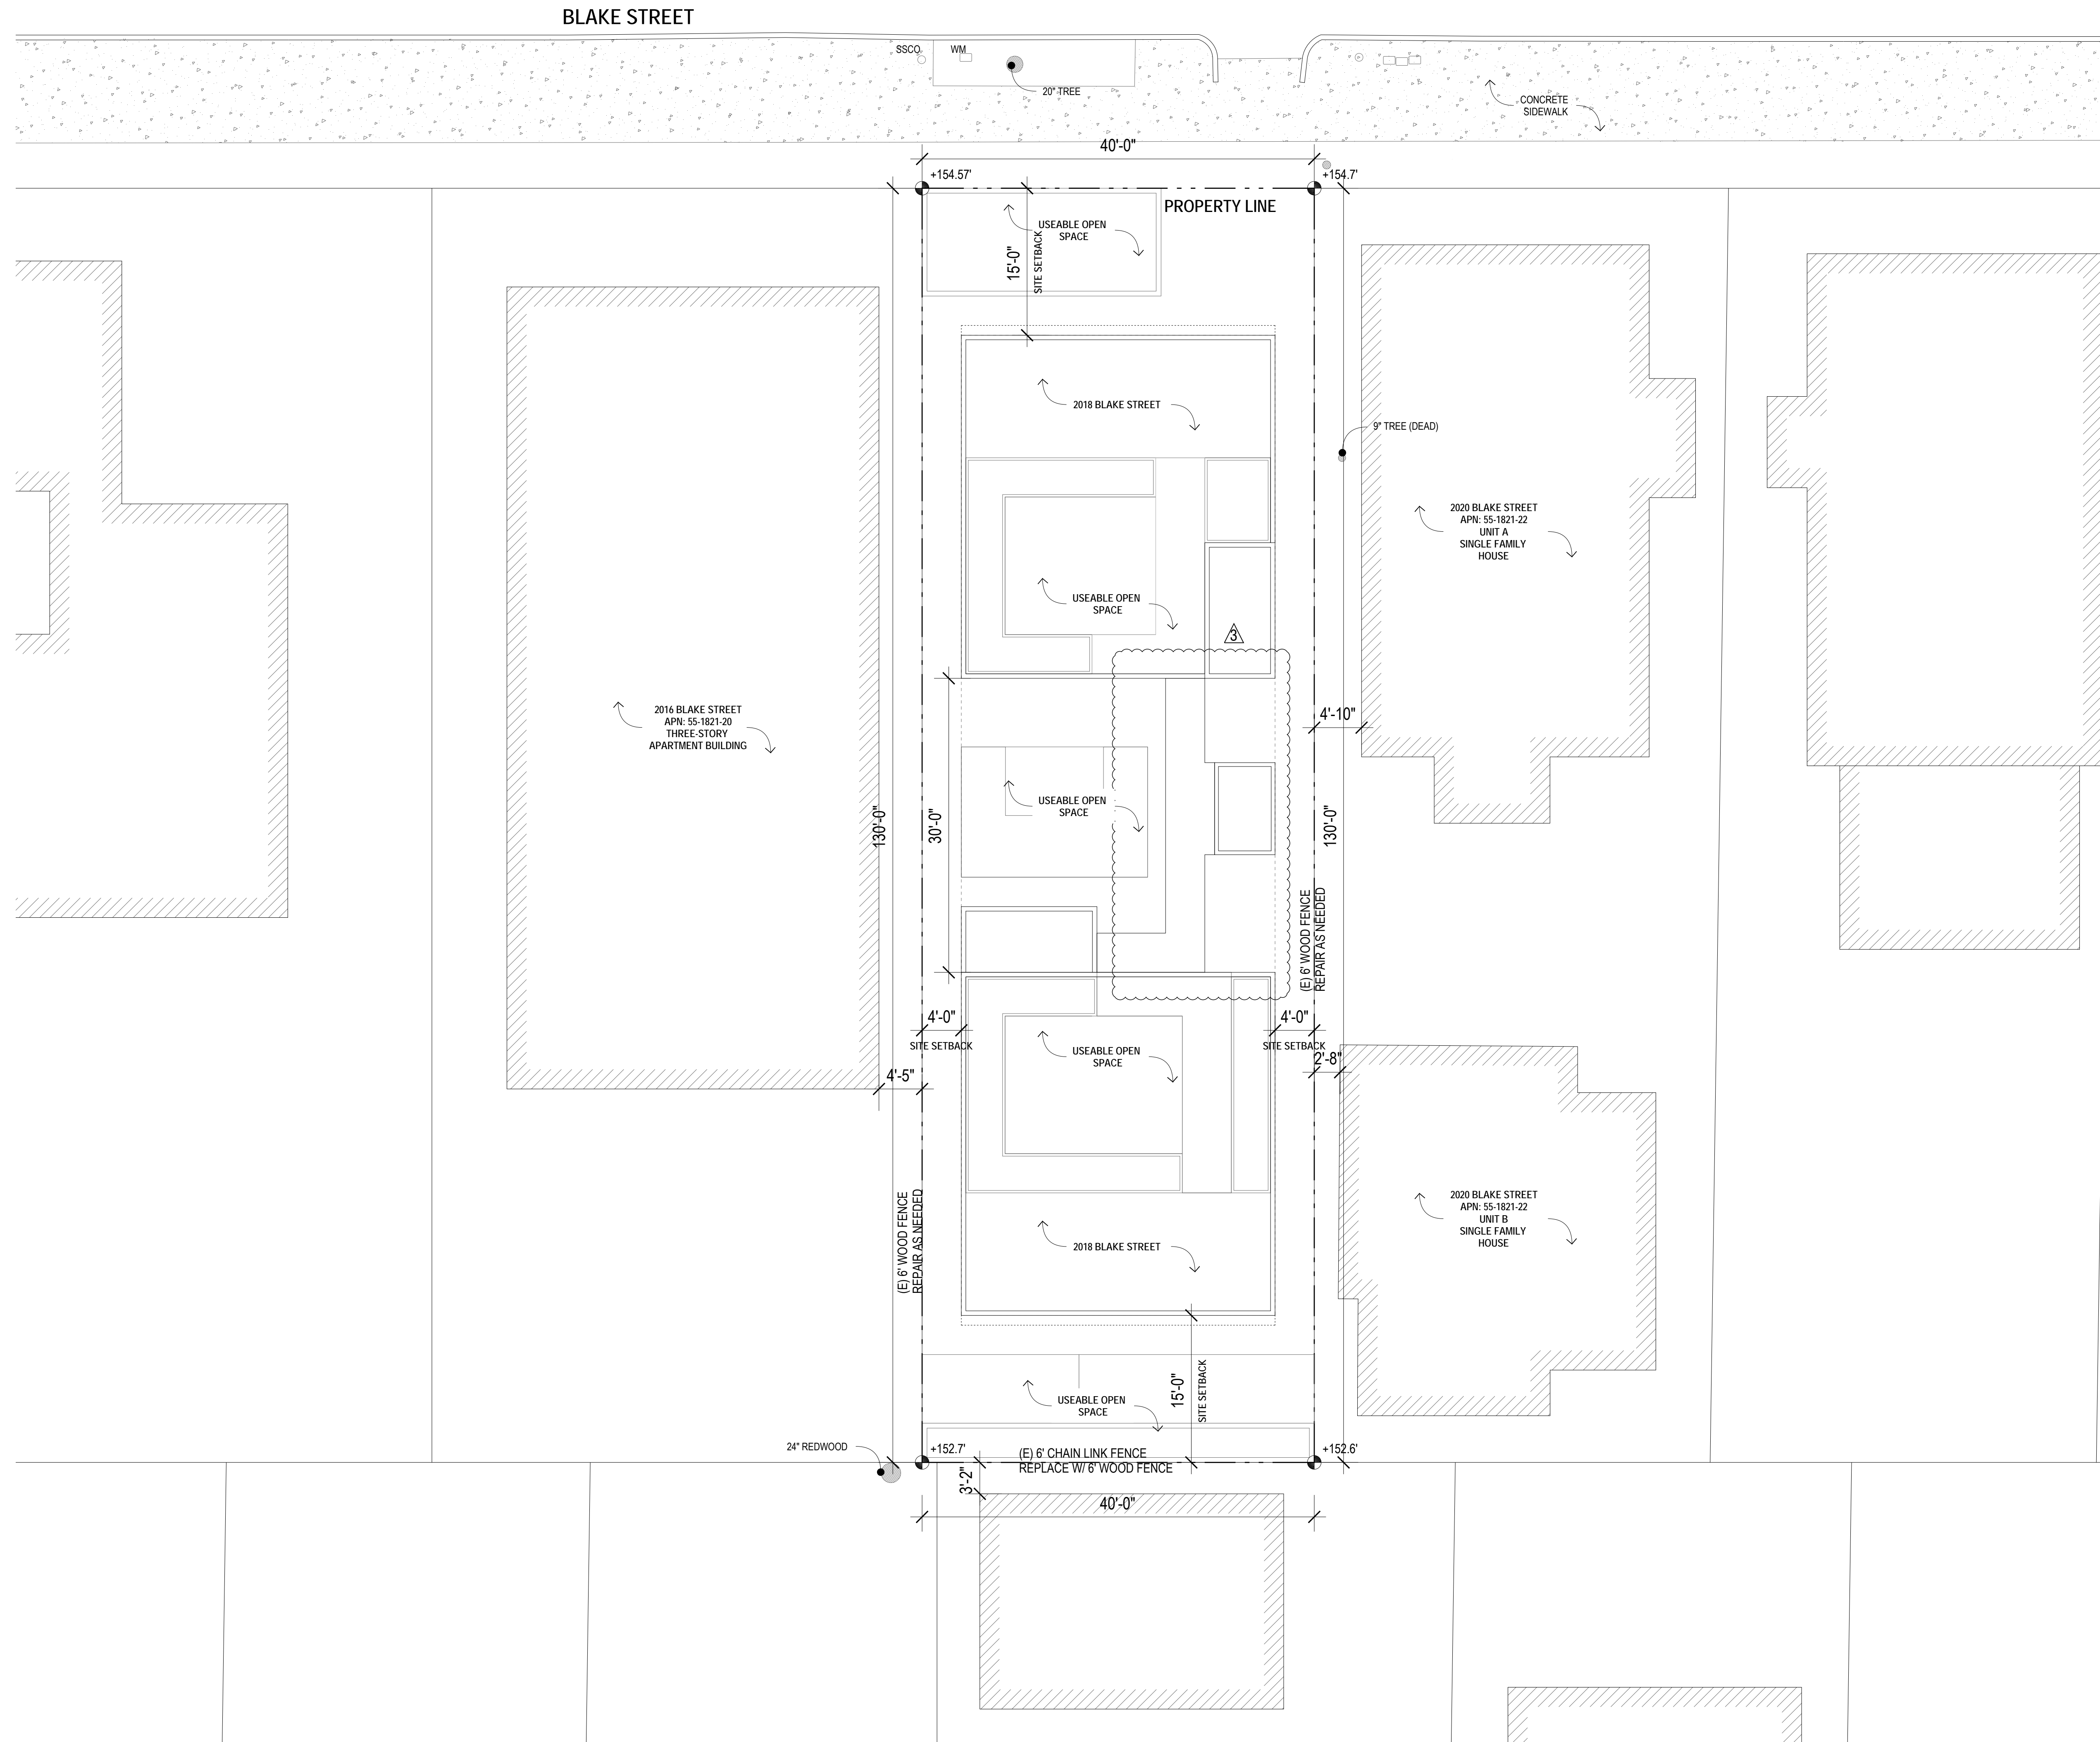 BLAKE STREET
SSCO
WM
20" TREE
CONCRETE
SIDEWALK
40'-0"
+154.57'
+154.7'
PROPERTY LINE
USEABLE OPEN
SPACE
15'-0"
SITE SETBACK
2018 BLAKE STREET
9" TREE (DEAD)
2020 BLAKE STREET
APN: 55-1821-22
UNIT A
SINGLE FAMILY
HOUSE
USEABLE OPEN
SPACE
3
2016 BLAKE STREET
APN: 55-1821-20
THREE-STORY
APARTMENT BUILDING
4'-10"
130'-0"
30'-0"
USEABLE OPEN
SPACE
130'-0"
(E) 6' WOOD FENCE
REPAIR AS NEEDED
4'-0"
SITE SETBACK
4'-0"
SITE SETBACK
2'-8"
USEABLE OPEN
SPACE
4'-5"
(E) 6' WOOD FENCE
REPAIR AS NEEDED
2018 BLAKE STREET
2020 BLAKE STREET
APN: 55-1821-22
UNIT B
SINGLE FAMILY
HOUSE
15'-0"
SITE SETBACK
USEABLE OPEN
SPACE
24" REDWOOD
+152.7'
(E) 6' CHAIN LINK FENCE
REPLACE W/ 6' WOOD FENCE
+152.6'
3'-2"
40'-0"